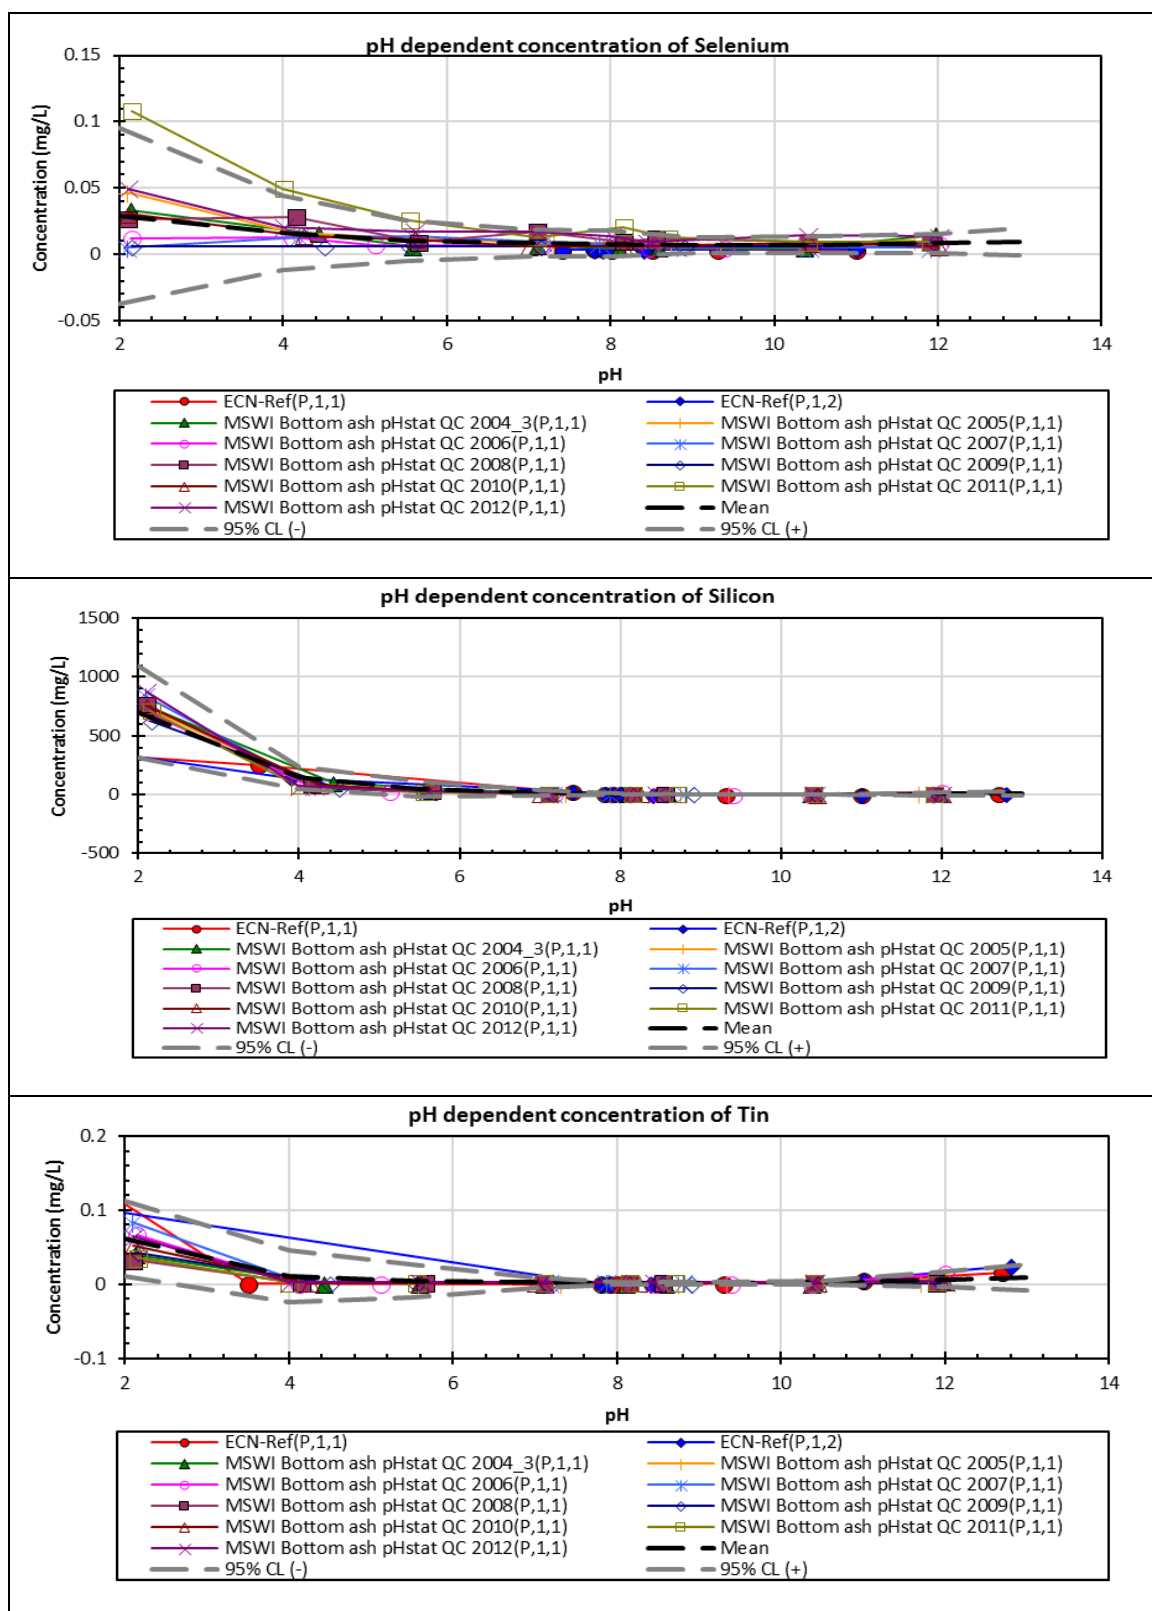 pH dependent concentration of Selenium
Concentration (mg/L)
0.15
0.1
0.05
0
-0.05
2 4 6 8 10 12 14
pH
ECN-Ref(P,1,1) ECN-Ref(P,1,2)
MSWI Bottom ash pHstat QC 2004_3(P,1,1) MSWI Bottom ash pHstat QC 2005(P,1,1)
MSWI Bottom ash pHstat QC 2006(P,1,1) MSWI Bottom ash pHstat QC 2007(P,1,1)
MSWI Bottom ash pHstat QC 2008(P,1,1) MSWI Bottom ash pHstat QC 2009(P,1,1)
MSWI Bottom ash pHstat QC 2010(P,1,1) MSWI Bottom ash pHstat QC 2011(P,1,1)
MSWI Bottom ash pHstat QC 2012(P,1,1) Mean
95% CL (-) 95% CL (+)
pH dependent concentration of Silicon
Concentration (mg/L)
1500
1000
500
0
-500
2 4 6 8 10 12 14
pH
ECN-Ref(P,1,1) ECN-Ref(P,1,2)
MSWI Bottom ash pHstat QC 2004_3(P,1,1) MSWI Bottom ash pHstat QC 2005(P,1,1)
MSWI Bottom ash pHstat QC 2006(P,1,1) MSWI Bottom ash pHstat QC 2007(P,1,1)
MSWI Bottom ash pHstat QC 2008(P,1,1) MSWI Bottom ash pHstat QC 2009(P,1,1)
MSWI Bottom ash pHstat QC 2010(P,1,1) MSWI Bottom ash pHstat QC 2011(P,1,1)
MSWI Bottom ash pHstat QC 2012(P,1,1) Mean
95% CL (-) 95% CL (+)
pH dependent concentration of Tin
Concentration (mg/L)
0.2
0.1
0
-0.1
2 4 6 8 10 12 14
pH
ECN-Ref(P,1,1) ECN-Ref(P,1,2)
MSWI Bottom ash pHstat QC 2004_3(P,1,1) MSWI Bottom ash pHstat QC 2005(P,1,1)
MSWI Bottom ash pHstat QC 2006(P,1,1) MSWI Bottom ash pHstat QC 2007(P,1,1)
MSWI Bottom ash pHstat QC 2008(P,1,1) MSWI Bottom ash pHstat QC 2009(P,1,1)
MSWI Bottom ash pHstat QC 2010(P,1,1) MSWI Bottom ash pHstat QC 2011(P,1,1)
MSWI Bottom ash pHstat QC 2012(P,1,1) Mean
95% CL (-) 95% CL (+)